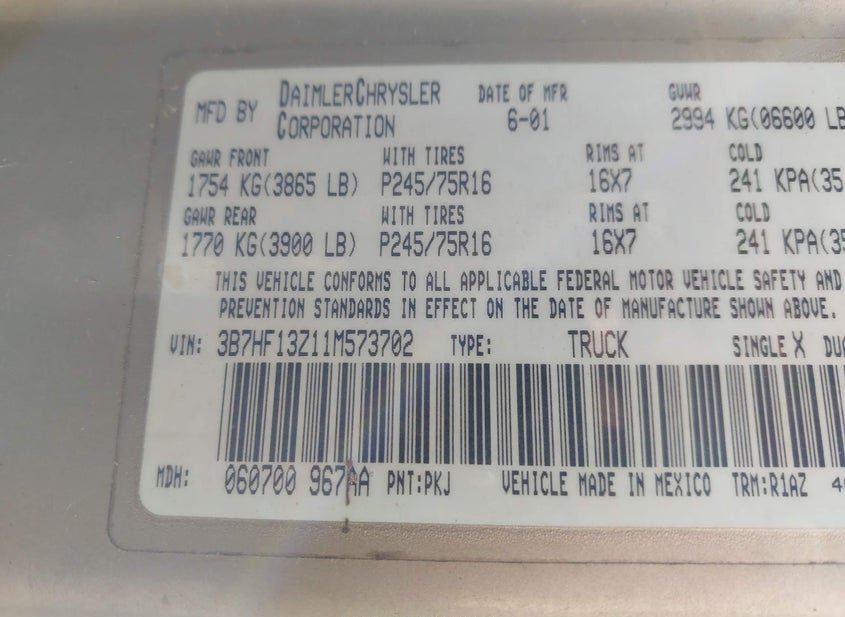 MFD BY DAIMLERCHRYSLER CORPORATION DATE OF MFR 6-01 GVWR 2994 KG(06600 LB
GAWR FRONT WITH TIRES RIMS AT COLD
1754 KG(3865 LB) P245/75R16 16X7 241 KPA(35
GAWR REAR WITH TIRES RIMS AT COLD
1770 KG(3900 LB) P245/75R16 16X7 241 KPA(35
THIS VEHICLE CONFORMS TO ALL APPLICABLE FEDERAL MOTOR VEHICLE SAFETY AND
PREVENTION STANDARDS IN EFFECT ON THE DATE OF MANUFACTURE SHOWN ABOVE.
VIN: 3B7HF13Z11M573702 TYPE: TRUCK SINGLE X
MDH: 060700 967AA PNT:PKJ VEHICLE MADE IN MEXICO TRM:R1AZ